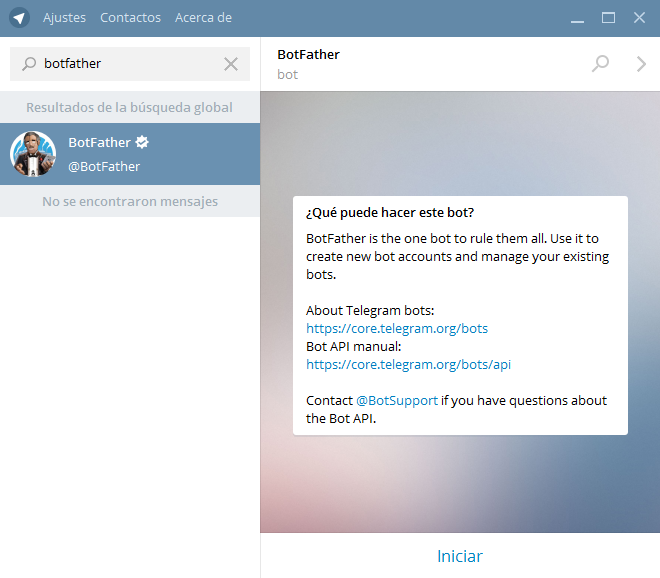 Ajustes Contactos Acerca de
botfather
Resultados de la búsqueda global
BotFather
@BotFather
No se encontraron mensajes
BotFather
bot
¿Qué puede hacer este bot?
BotFather is the one bot to rule them all. Use it to
create new bot accounts and manage your existing
bots.
About Telegram bots:
https://core.telegram.org/bots
Bot API manual:
https://core.telegram.org/bots/api
Contact @BotSupport if you have questions about
the Bot API.
Iniciar